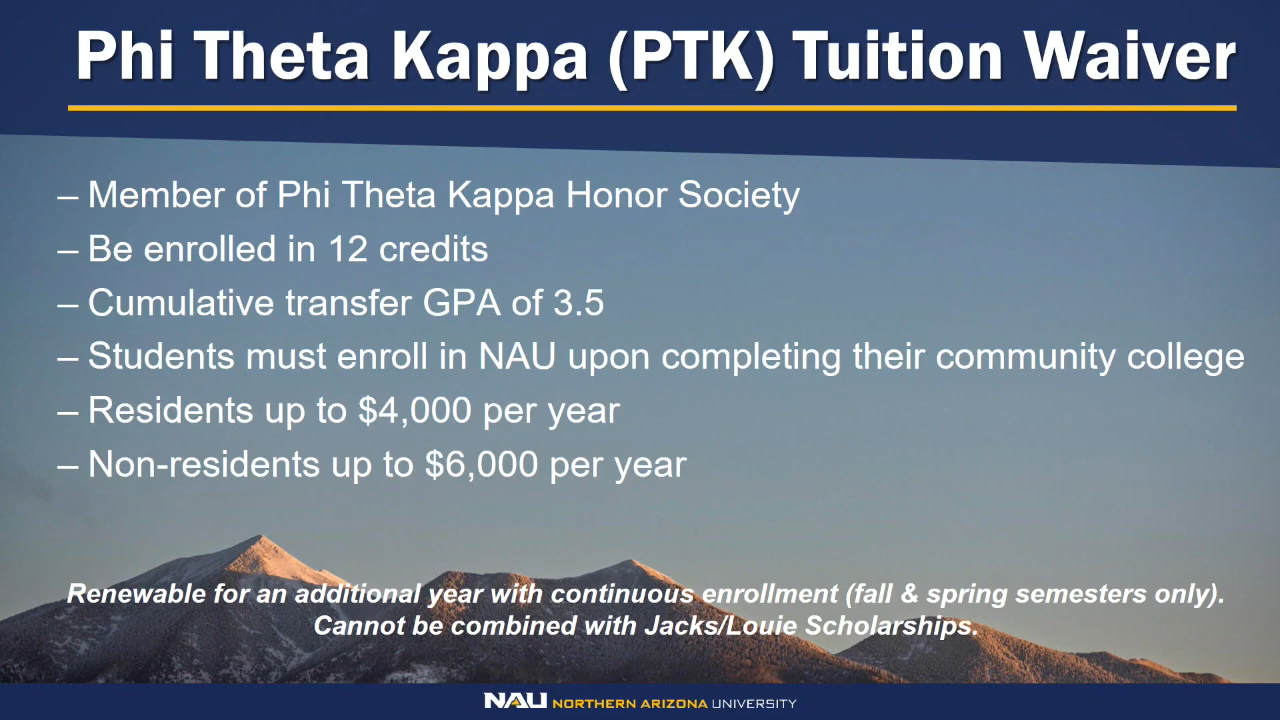 Phi Theta Kappa (PTK) Tuition Waiver
– Member of Phi Theta Kappa Honor Society
– Be enrolled in 12 credits
– Cumulative transfer GPA of 3.5
– Students must enroll in NAU upon completing their community college
– Residents up to $4,000 per year
– Non-residents up to $6,000 per year
Renewable for an additional year with continuous enrollment (fall & spring semesters only).
Cannot be combined with Jacks/Louie Scholarships.
NAU NORTHERN ARIZONA UNIVERSITY